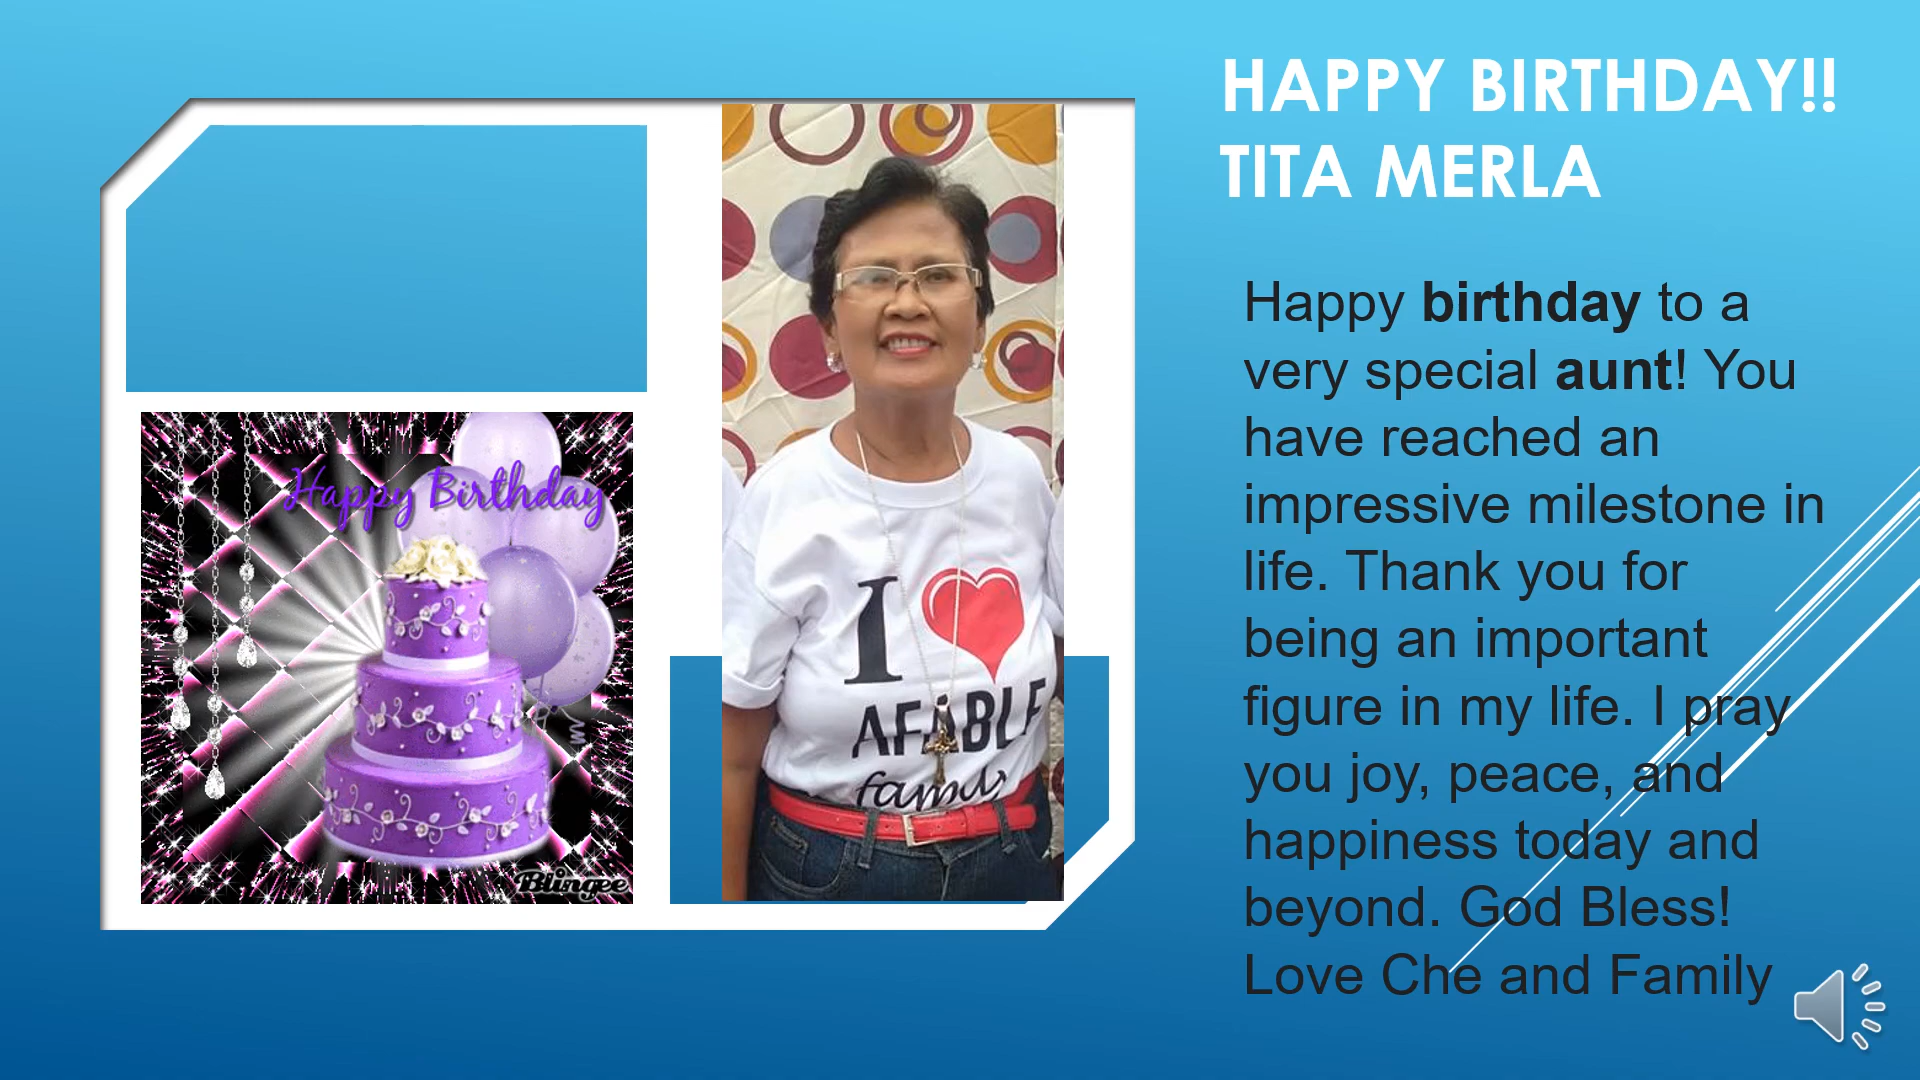 HAPPY BIRTHDAY!!
TITA MERLA
Happy birthday to a
very special aunt! You
have reached an
impressive milestone in
life. Thank you for
being an important
figure in my life. I pray
you joy, peace, and
happiness today and
beyond. God Bless!
Love Che and Family
Happy Birthday
Blingee
I
AFABLE
family